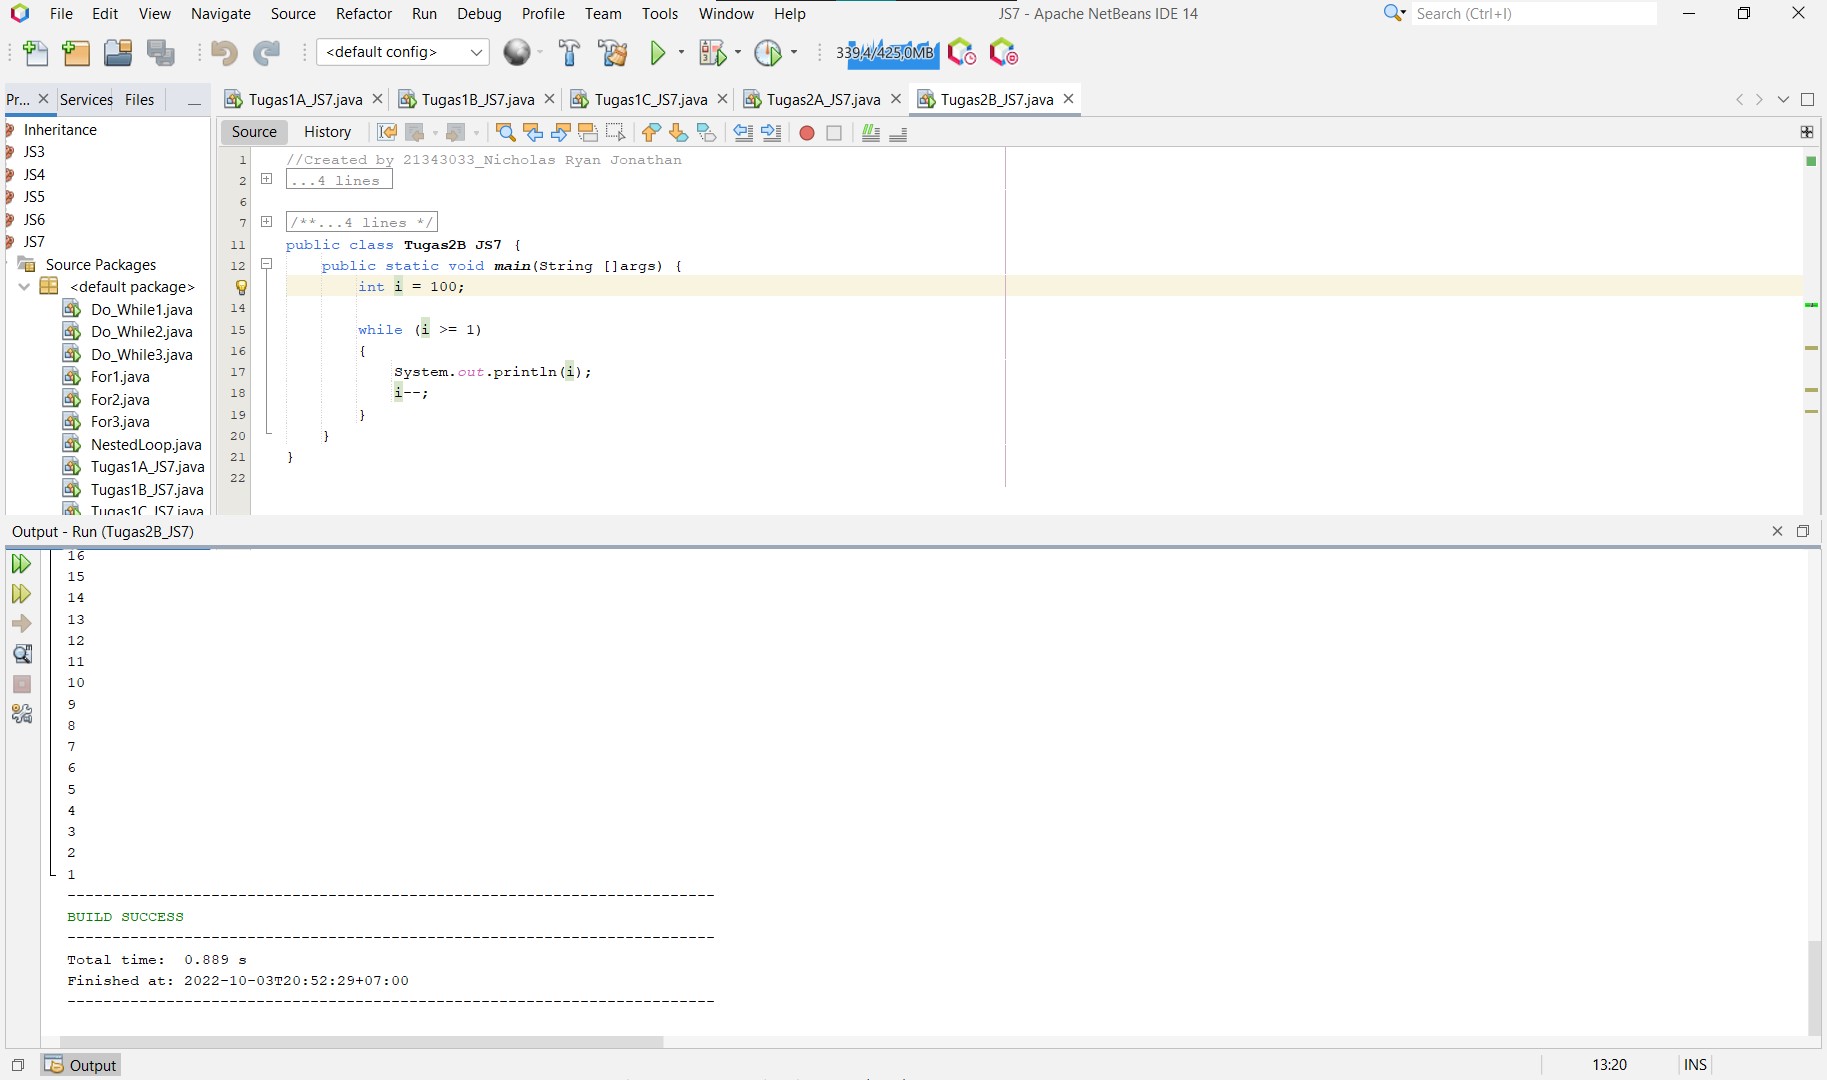 File Edit View Navigate Source Refactor Run Debug Profile Team Tools Window Help
JS7 - Apache NetBeans IDE 14
Search (Ctrl+I)
<default config>
339,4/425,0MB
Pr... Services Files
Tugas1A_JS7.java Tugas1B_JS7.java Tugas1C_JS7.java Tugas2A_JS7.java Tugas2B_JS7.java
Inheritance
JS3
JS4
JS5
JS6
JS7
Source Packages
<default package>
Do_While1.java
Do_While2.java
Do_While3.java
For1.java
For2.java
For3.java
NestedLoop.java
Tugas1A_JS7.java
Tugas1B_JS7.java
Tugas1C_JS7.java
Source History
1 //Created by 21343033_Nicholas Ryan Jonathan
2 ...4 lines
6
7 /**...4 lines */
11 public class Tugas2B_JS7 {
12 public static void main(String []args) {
int i = 100;
14
15 while (i >= 1)
16 {
17 System.out.println(i);
18 i--;
19 }
20 }
21 }
22
Output - Run (Tugas2B_JS7)
16
15
14
13
12
11
10
9
8
7
6
5
4
3
2
1
------------------------------------------------------------------------
BUILD SUCCESS
------------------------------------------------------------------------
Total time: 0.889 s
Finished at: 2022-10-03T20:52:29+07:00
------------------------------------------------------------------------
Output
13:20 INS